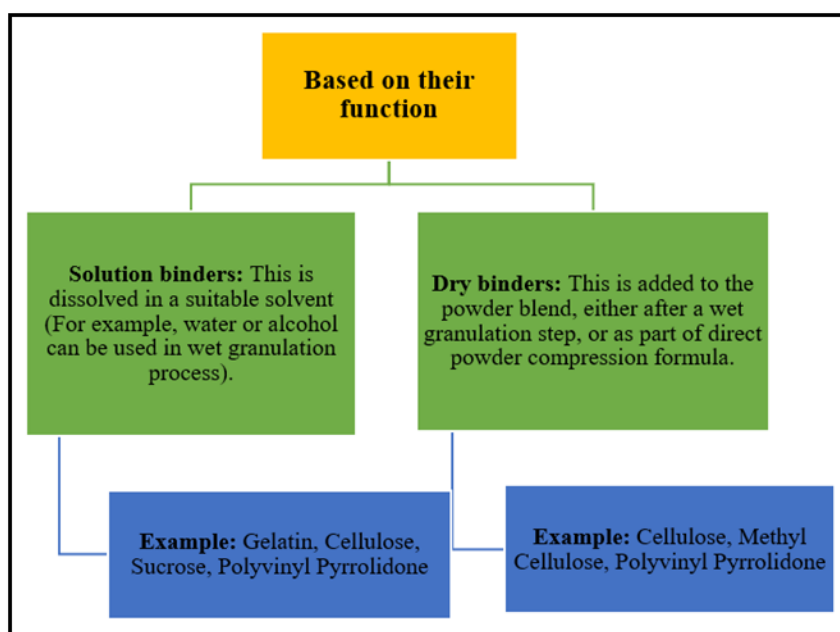 Based on their
function
Solution binders: This is
dissolved in a suitable solvent
(For example, water or alcohol
can be used in wet granulation
process).
Dry binders: This is added to the
powder blend, either after a wet
granulation step, or as part of direct
powder compression formula.
Example: Gelatin, Cellulose,
Sucrose, Polyvinyl Pyrrolidone
Example: Cellulose, Methyl
Cellulose, Polyvinyl Pyrrolidone